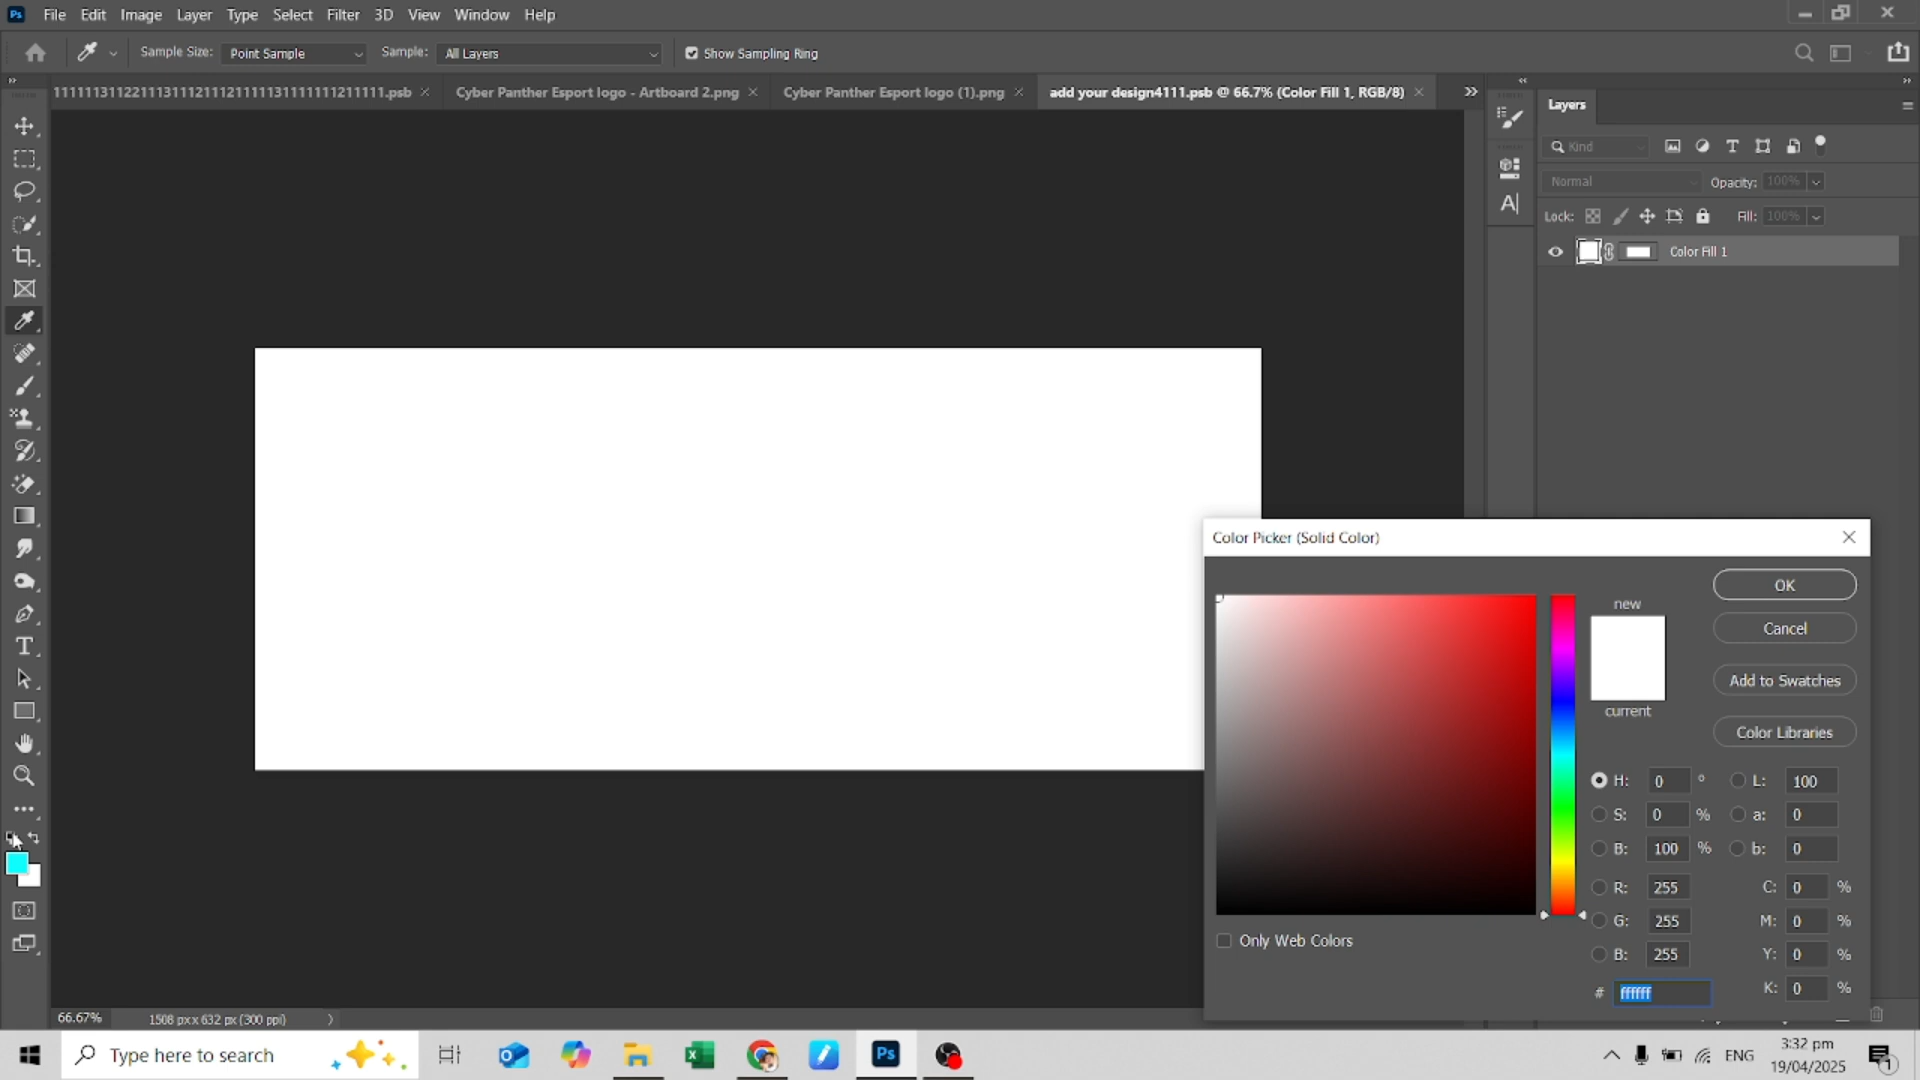 Ps File Edit Image Layer Type Select Filter 3D View Window Help
Sample Size: Point Sample Sample: All Layers Show Sampling Ring
Cyber Panther Esport logo - Artboard 2.png Cyber Panther Esport logo (1).png add your design4111.psb @ 66.7% (Color Fill 1, RGB/8)
Layers
Kind
Normal Opacity: 100%
Lock: Fill: 100%
Color Fill 1
Color Picker (Solid Color)
OK
new
Cancel
Add to Swatches
current
Color Libraries
H: 0 ° L: 100
S: 0 % a: 0
B: 100 % b: 0
R: 255 C: 0 %
G: 255 M: 0 %
Only Web Colors
B: 255 Y: 0 %
# ffffff K: 0 %
66.67% 1508 px x 632 px (300 ppi)
Type here to search
Ps
ENG
3:32 pm
19/04/2025
1